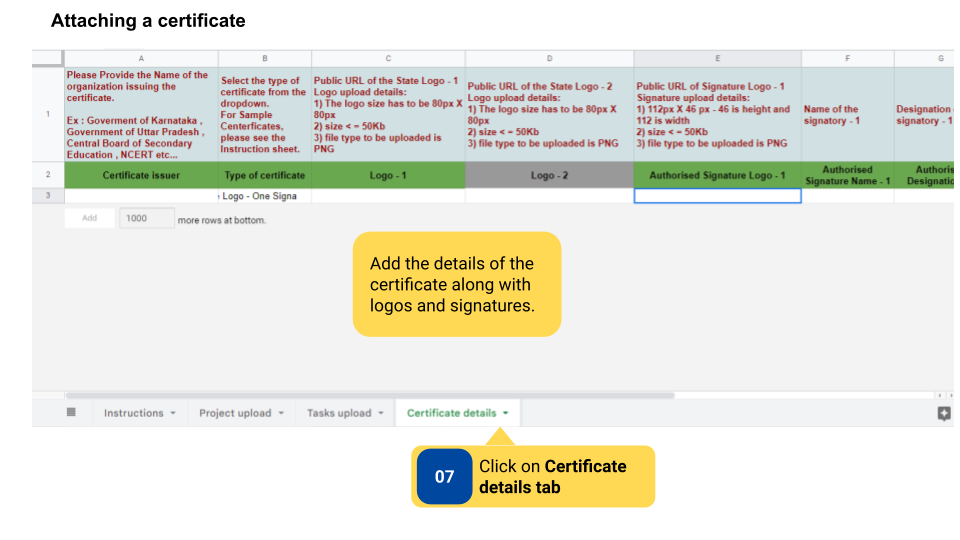 Attaching a certificate
A B C D E F G
1
Please Provide the Name of the
organization issuing the
certificate.
Ex : Goverment of Karnataka ,
Government of Uttar Pradesh ,
Central Board of Secondary
Education , NCERT etc...
Select the type of
certificate from the
dropdown.
For Sample
Centerficates,
please see the
Instruction sheet.
Public URL of the State Logo - 1
Logo upload details:
1) The logo size has to be 80px X
80px
2) size < = 50Kb
3) file type to be uploaded is
PNG
Public URL of the State Logo - 2
Logo upload details:
1) The logo size has to be 80px X
80px
2) size < = 50Kb
3) file type to be uploaded is PNG
Public URL of Signature Logo - 1
Signature upload details:
1) 112px X 46 px - 46 is height and
112 is width
2) size < = 50Kb
3) file type to be uploaded is PNG
Name of the
signatory - 1
Designation
signatory - 1
2
Certificate issuer
Type of certificate
Logo - 1
Logo - 2
Authorised Signature Logo - 1
Authorised
Signature Name - 1
Authoris
Designatio
3
Logo - One Signa
Add 1000 more rows at bottom.
Add the details of the
certificate along with
logos and signatures.
Instructions Project upload Tasks upload Certificate details
07
Click on Certificate
details tab